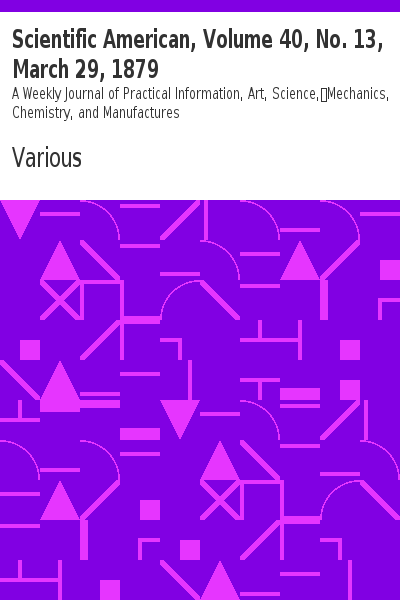 Scientific American, Volume 40, No. 13,
March 29, 1879
A Weekly Journal of Practical Information, Art, Science,▯Mechanics,
Chemistry, and Manufactures
Various